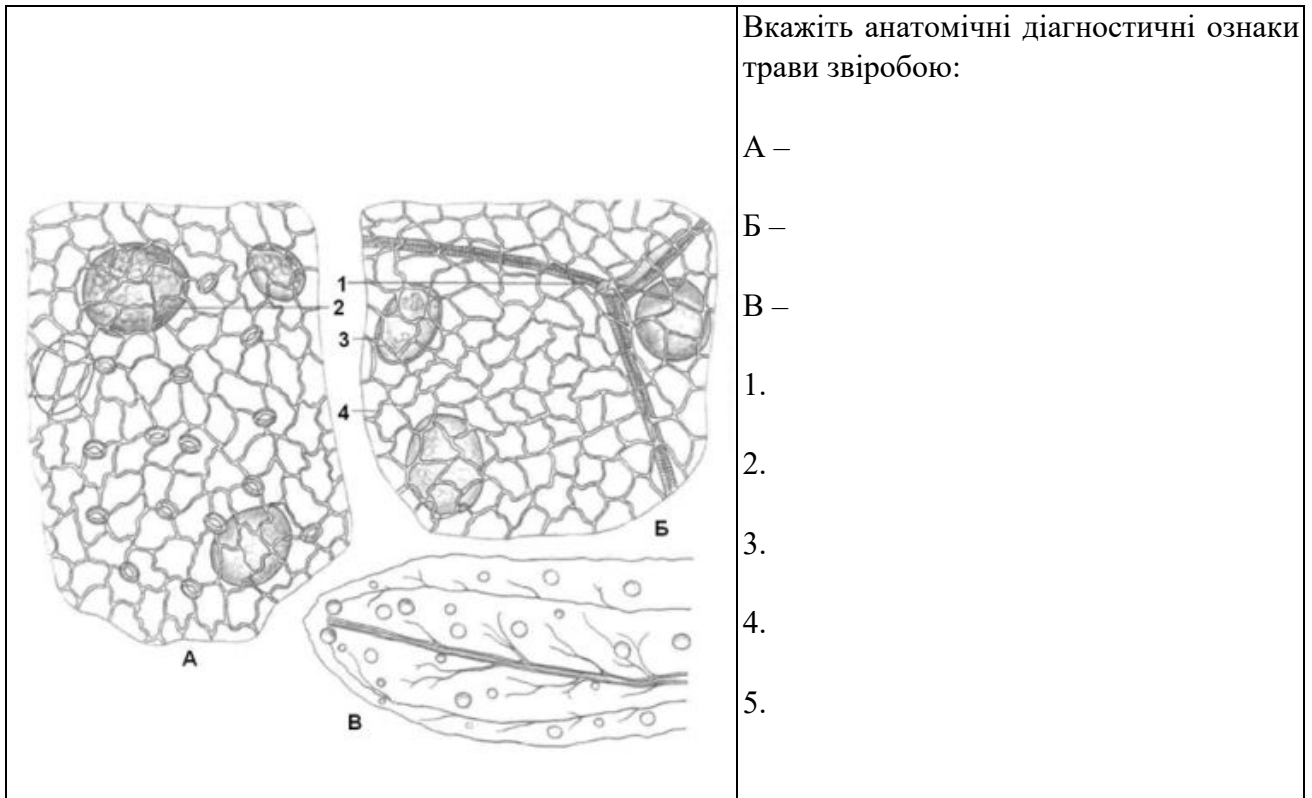 Вкажіть анатомічні діагностичні ознаки
трави звіробою:
А –
Б –
В –
1.
2.
3.
4.
5.
1
2
3
4
Б
А
В